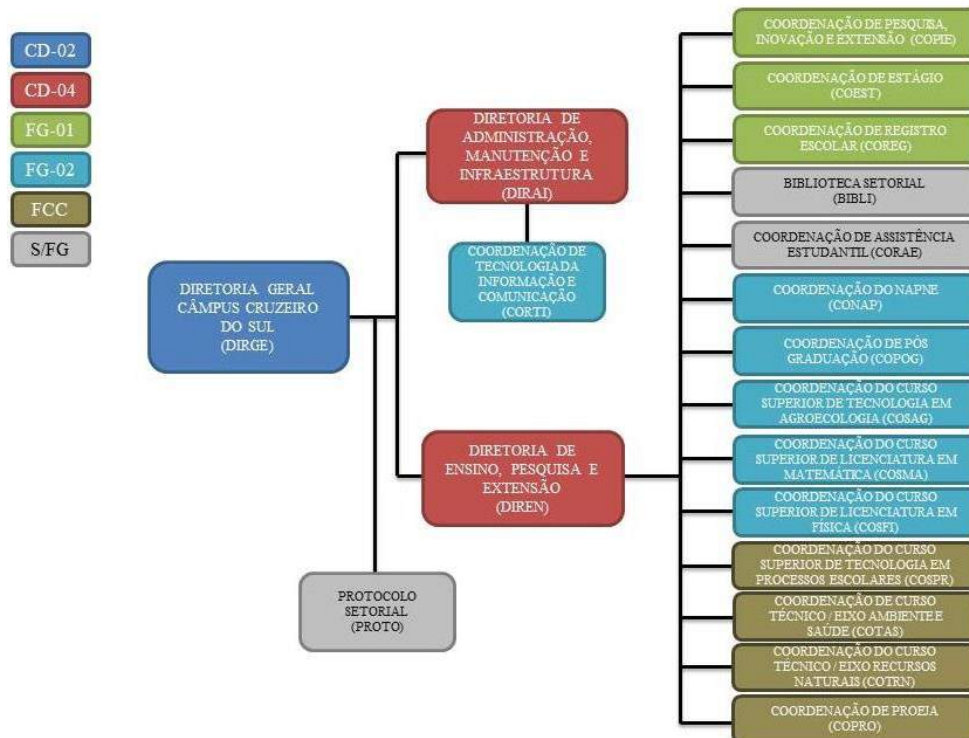 CD-02
CD-04
FG-01
FG-02
FCC
S/FG
DIRETORIA GERAL
CÂMPUS CRUZEIRO
DO SUL
(DIRGE)
PROTOCOLO
SETORIAL
(PROTO)
DIRETORIA DE
ADMINISTRAÇÃO,
MANUTENÇÃO E
INFRAESTRUTURA
(DIRAI)
COORDENAÇÃO DE
TECNOLOGIA DA
INFORMAÇÃO E
COMUNICAÇÃO
(CORTI)
DIRETORIA DE
ENSINO, PESQUISA E
EXTENSÃO
(DIREN)
COORDENAÇÃO DE PESQUISA,
INOVAÇÃO E EXTENSÃO (COPIE)
COORDENAÇÃO DE ESTÁGIO
(COEST)
COORDENAÇÃO DE REGISTRO
ESCOLAR (COREG)
BIBLIOTECA SETORIAL
(BIBLI)
COORDENAÇÃO DE ASSISTÊNCIA
ESTUDANTIL (CORAE)
COORDENAÇÃO DO NAPNE
(CONAP)
COORDENAÇÃO DE PÓS
GRADUAÇÃO (COPOG)
COORDENAÇÃO DO CURSO
SUPERIOR DE TECNOLOGIA EM
AGROECOLOGIA (COSAG)
COORDENAÇÃO DO CURSO
SUPERIOR DE LICENCIATURA EM
MATEMÁTICA (COSMA)
COORDENAÇÃO DO CURSO
SUPERIOR DE LICENCIATURA EM
FÍSICA (COSFI)
COORDENAÇÃO DO CURSO
SUPERIOR DE TECNOLOGIA EM
PROCESSOS ESCOLARES (COSPR)
COORDENAÇÃO DE CURSO
TÉCNICO / EIXO AMBIENTE E
SAÚDE (COTAS)
COORDENAÇÃO DO CURSO
TÉCNICO / EIXO RECURSOS
NATURAIS (COTRN)
COORDENAÇÃO DE PROEJA
(COPRO)